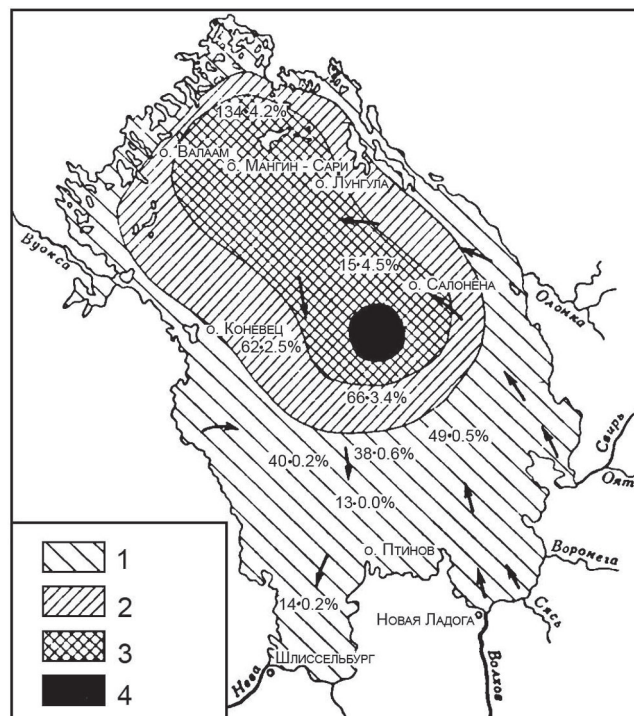 134•4.2%
о. Валаам
о. Мангин - Сари
о. Лунгула
Вуокса
15•4.5%
о. Салонена
Олонка
о. Коневец
62•2.5%
66•3.4%
49•0.5%
Свирь
38•0.6%
40•0.2%
Оят
13•0.0%
Воронега
о. Птинов
14•0.2%
Сясь
Новая Ладога
Шлиссельбург
Нева
Волхов
1
2
3
4